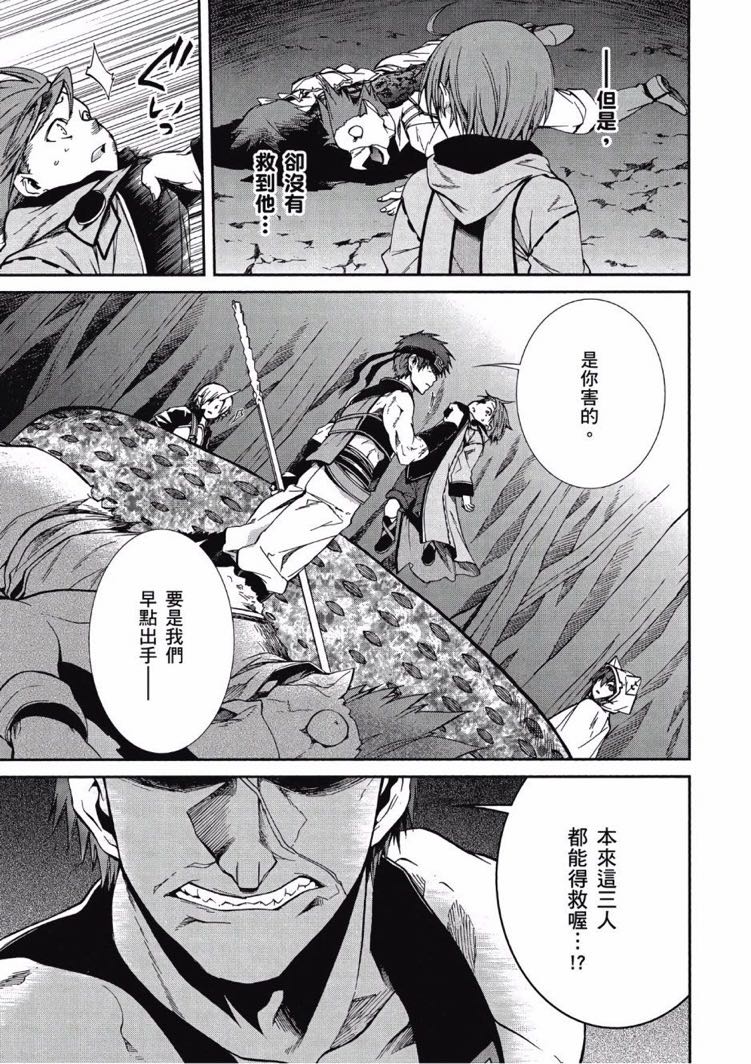 ──但是，
卻沒有
救到他…
ぐいっ
是你害的。
要是我們
早點出手──
本來這三人
都能得救喔…!?